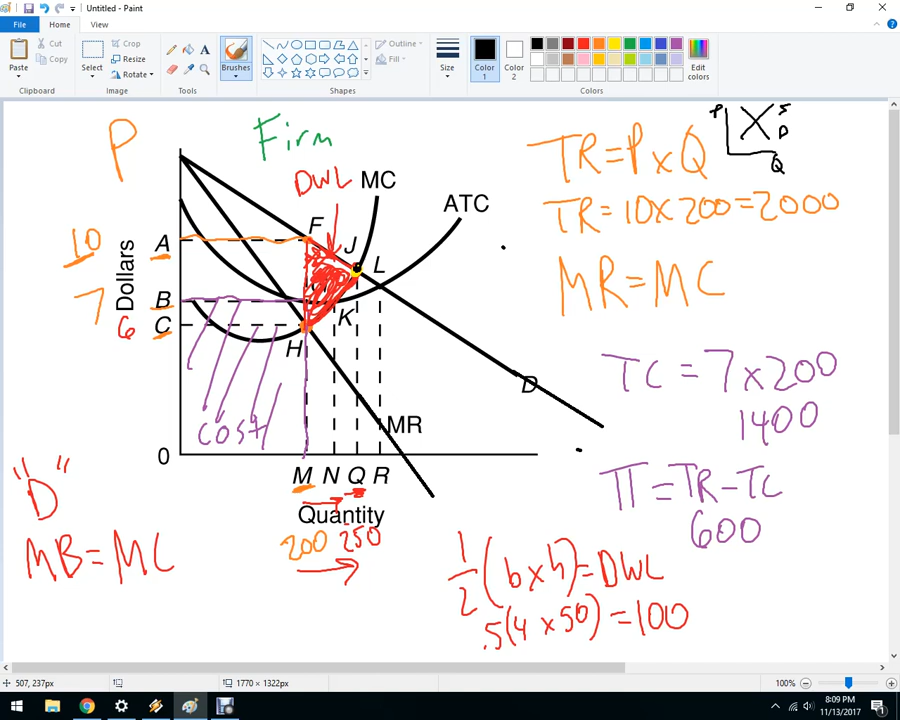 Untitled - Paint
File Home View
Paste
Cut
Copy
Clipboard
Select
Crop
Resize
Rotate
Image
A
Tools
Brushes
Outline
Fill
Shapes
Size
Color 1
Color 2
Edit colors
Colors
P
Firm
DWL
MC
ATC
10
7
6
Dollars
A
B
C
F
J
L
K
H
D
MR
cost
0
M N Q R
Quantity
200 250
"D"
MB=MC
P
S
D
Q
TR=P×Q
TR=10×200=2000
MR=MC
TC=7×200
1400
π=TR-TC
600
1/2(b×h)=DWL
.5(4×50)=100
507, 237px
1770 × 1322px
100%
8:09 PM
11/13/2017
1